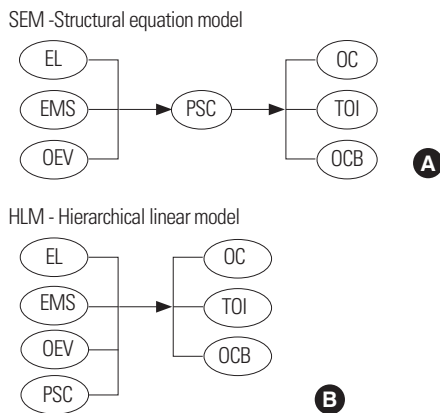 SEM -Structural equation model
EL OC
EMS PSC TOI
OEV OCB
A
HLM - Hierarchical linear model
EL OC
EMS TOI
OEV OCB
PSC
B